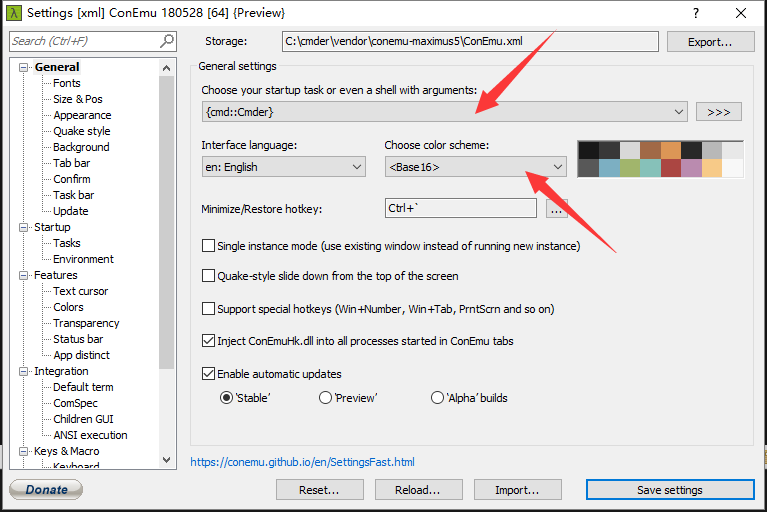 Settings [xml] ConEmu 180528 [64] {Preview}
Search (Ctrl+F)
Storage:
C:\cmder\vendor\conemu-maximus5\ConEmu.xml
Export...
General
Fonts
Size & Pos
Appearance
Quake style
Background
Tab bar
Confirm
Task bar
Update
Startup
Tasks
Environment
Features
Text cursor
Colors
Transparency
Status bar
App distinct
Integration
Default term
ComSpec
Children GUI
ANSI execution
Keys & Macro
Keyboard
General settings
Choose your startup task or even a shell with arguments:
{cmd::Cmder}
>>>
Interface language:
Choose color scheme:
en: English
<Base16>
Minimize/Restore hotkey:
Ctrl+`
...
Single instance mode (use existing window instead of running new instance)
Quake-style slide down from the top of the screen
Support special hotkeys (Win+Number, Win+Tab, PrntScrn and so on)
Inject ConEmuHk.dll into all processes started in ConEmu tabs
Enable automatic updates
'Stable'
'Preview'
'Alpha' builds
https://conemu.github.io/en/SettingsFast.html
Donate
Reset...
Reload...
Import...
Save settings